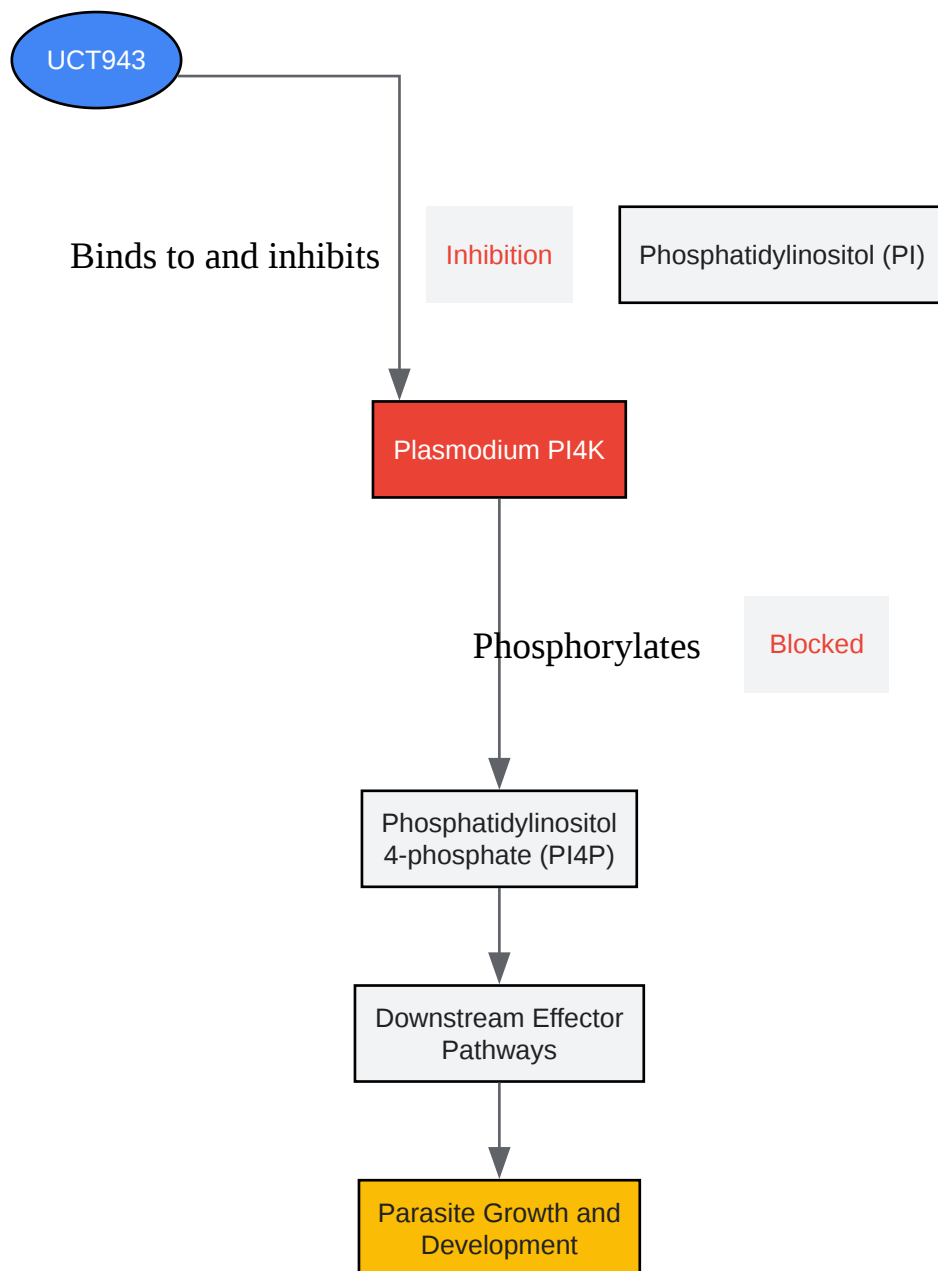 UCT943
Binds to and inhibits
Inhibition
Phosphatidylinositol (PI)
Plasmodium PI4K
Phosphorylates
Blocked
Phosphatidylinositol
4-phosphate (PI4P)
Downstream Effector
Pathways
Parasite Growth and
Development